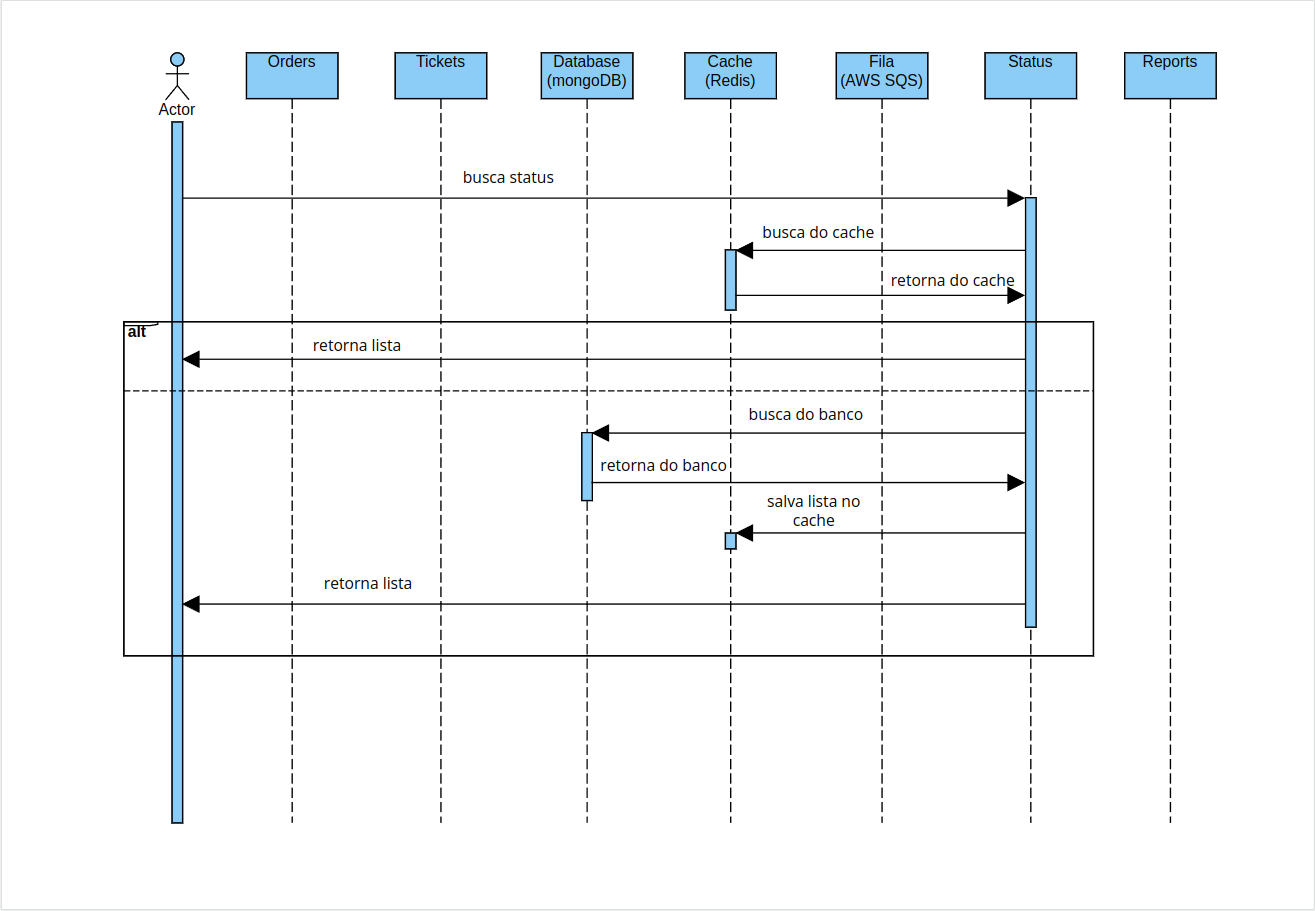 Actor
Orders
Tickets
Database
(mongoDB)
Cache
(Redis)
Fila
(AWS SQS)
Status
Reports
busca status
busca do cache
retorna do cache
alt
retorna lista
busca do banco
retorna do banco
salva lista no
cache
retorna lista